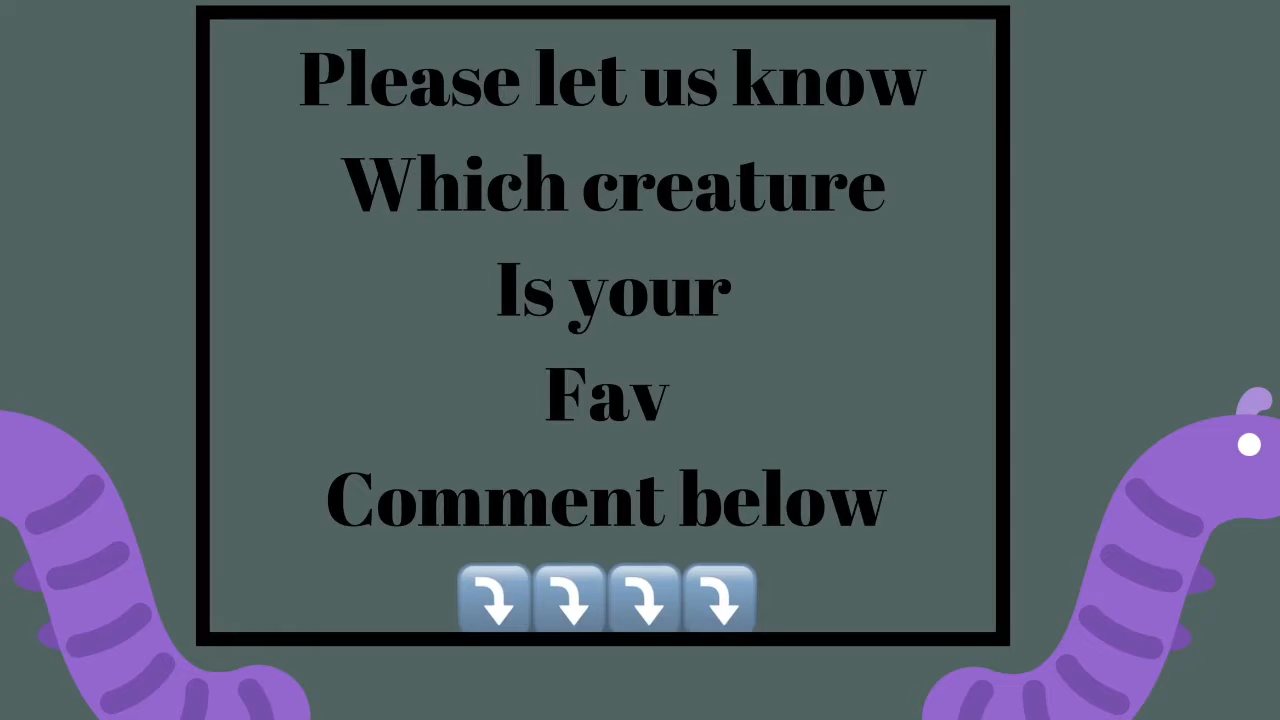 Please let us know
Which creature
Is your
Fav
Comment below
⤵️⤵️⤵️⤵️